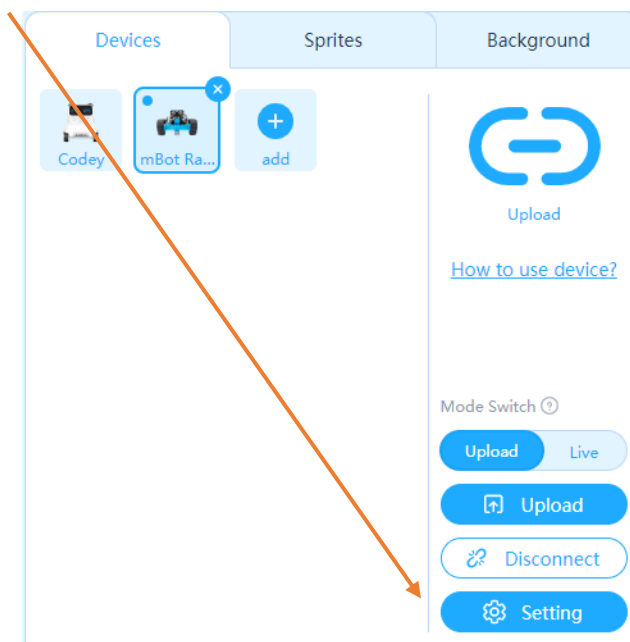 Devices
Sprites
Background
Codey
mBot Ra...
add
Upload
How to use device?
Mode Switch
Upload
Live
Upload
Disconnect
Setting